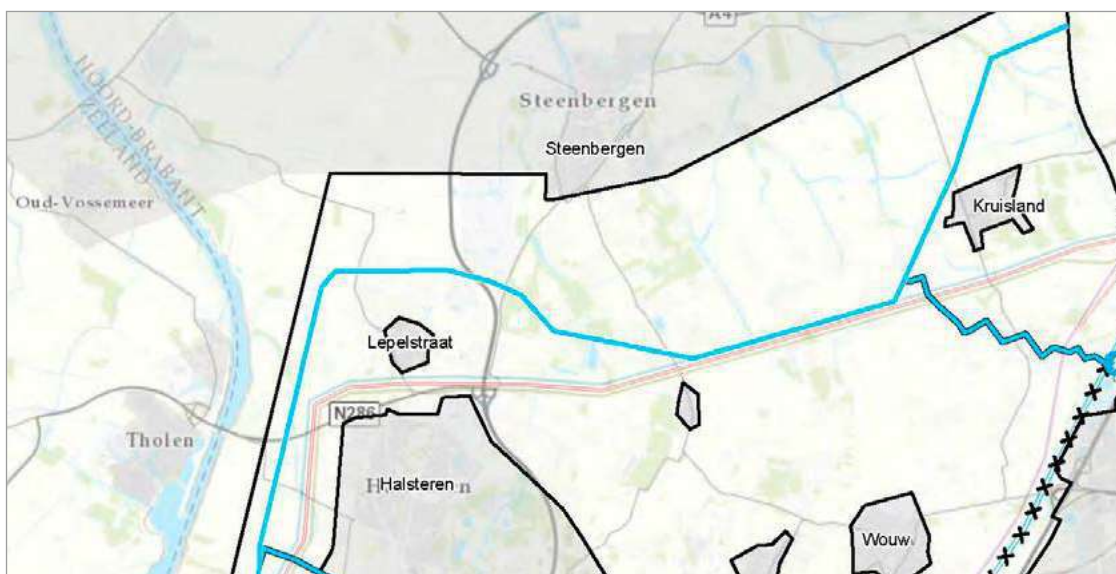 A4
NOORD-BRABANT
ZEELAND
Steenbergen
Steenbergen
Oud-Vossemeer
Kruisland
Lepelstraat
N286
Tholen
Halsteren
Wouw